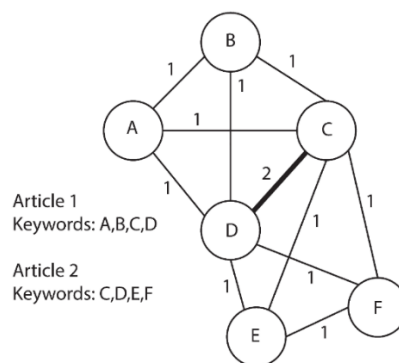 B
1
1
1
A
1
C
2
1
Article 1
Keywords: A,B,C,D
1
D
1
Article 2
Keywords: C,D,E,F
1
1
F
E
1